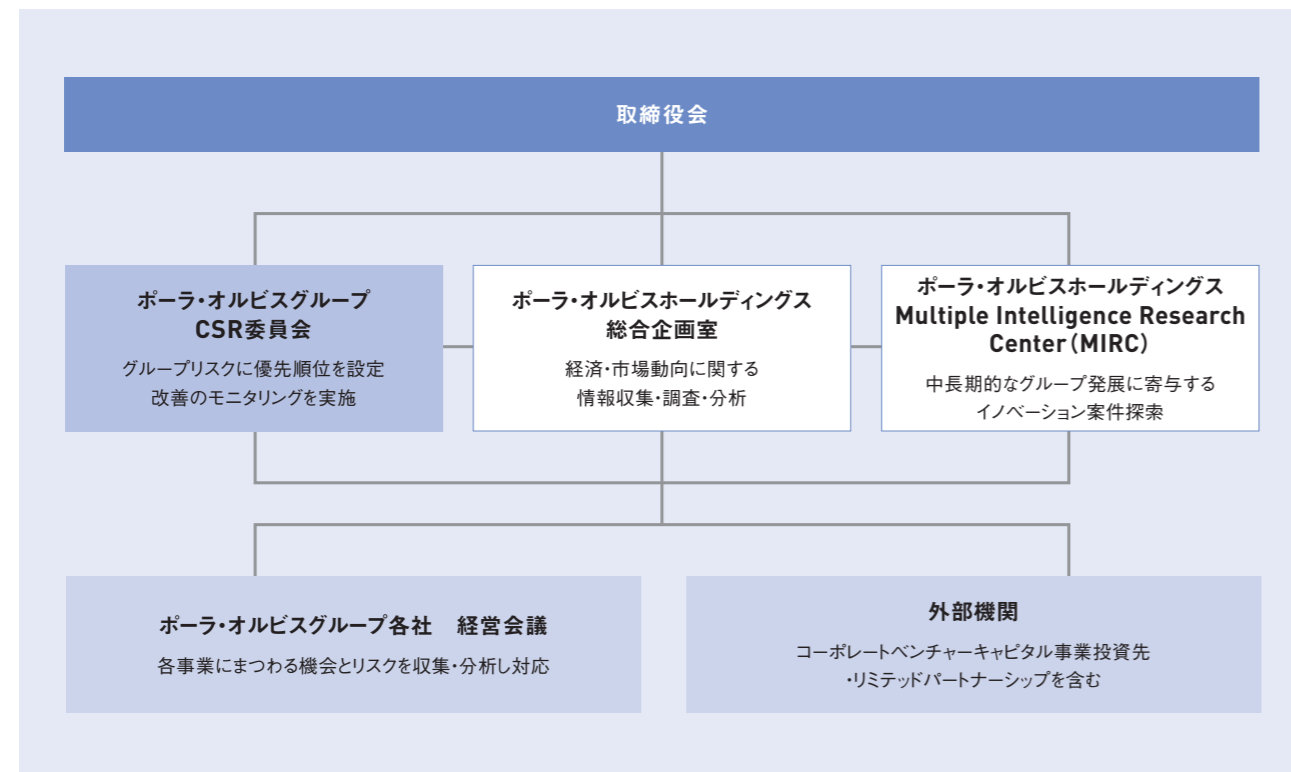 取締役会
ポーラ・オルビスグループ
CSR委員会
グループリスクに優先順位を設定
改善のモニタリングを実施
ポーラ・オルビスホールディングス
総合企画室
経済・市場動向に関する
情報収集・調査・分析
ポーラ・オルビスホールディングス
Multiple Intelligence Research
Center(MIRC)
中長期的なグループ発展に寄与する
イノベーション案件探索
ポーラ・オルビスグループ各社　経営会議
各事業にまつわる機会とリスクを収集・分析し対応
外部機関
コーポレートベンチャーキャピタル事業投資先
・リミテッドパートナーシップを含む